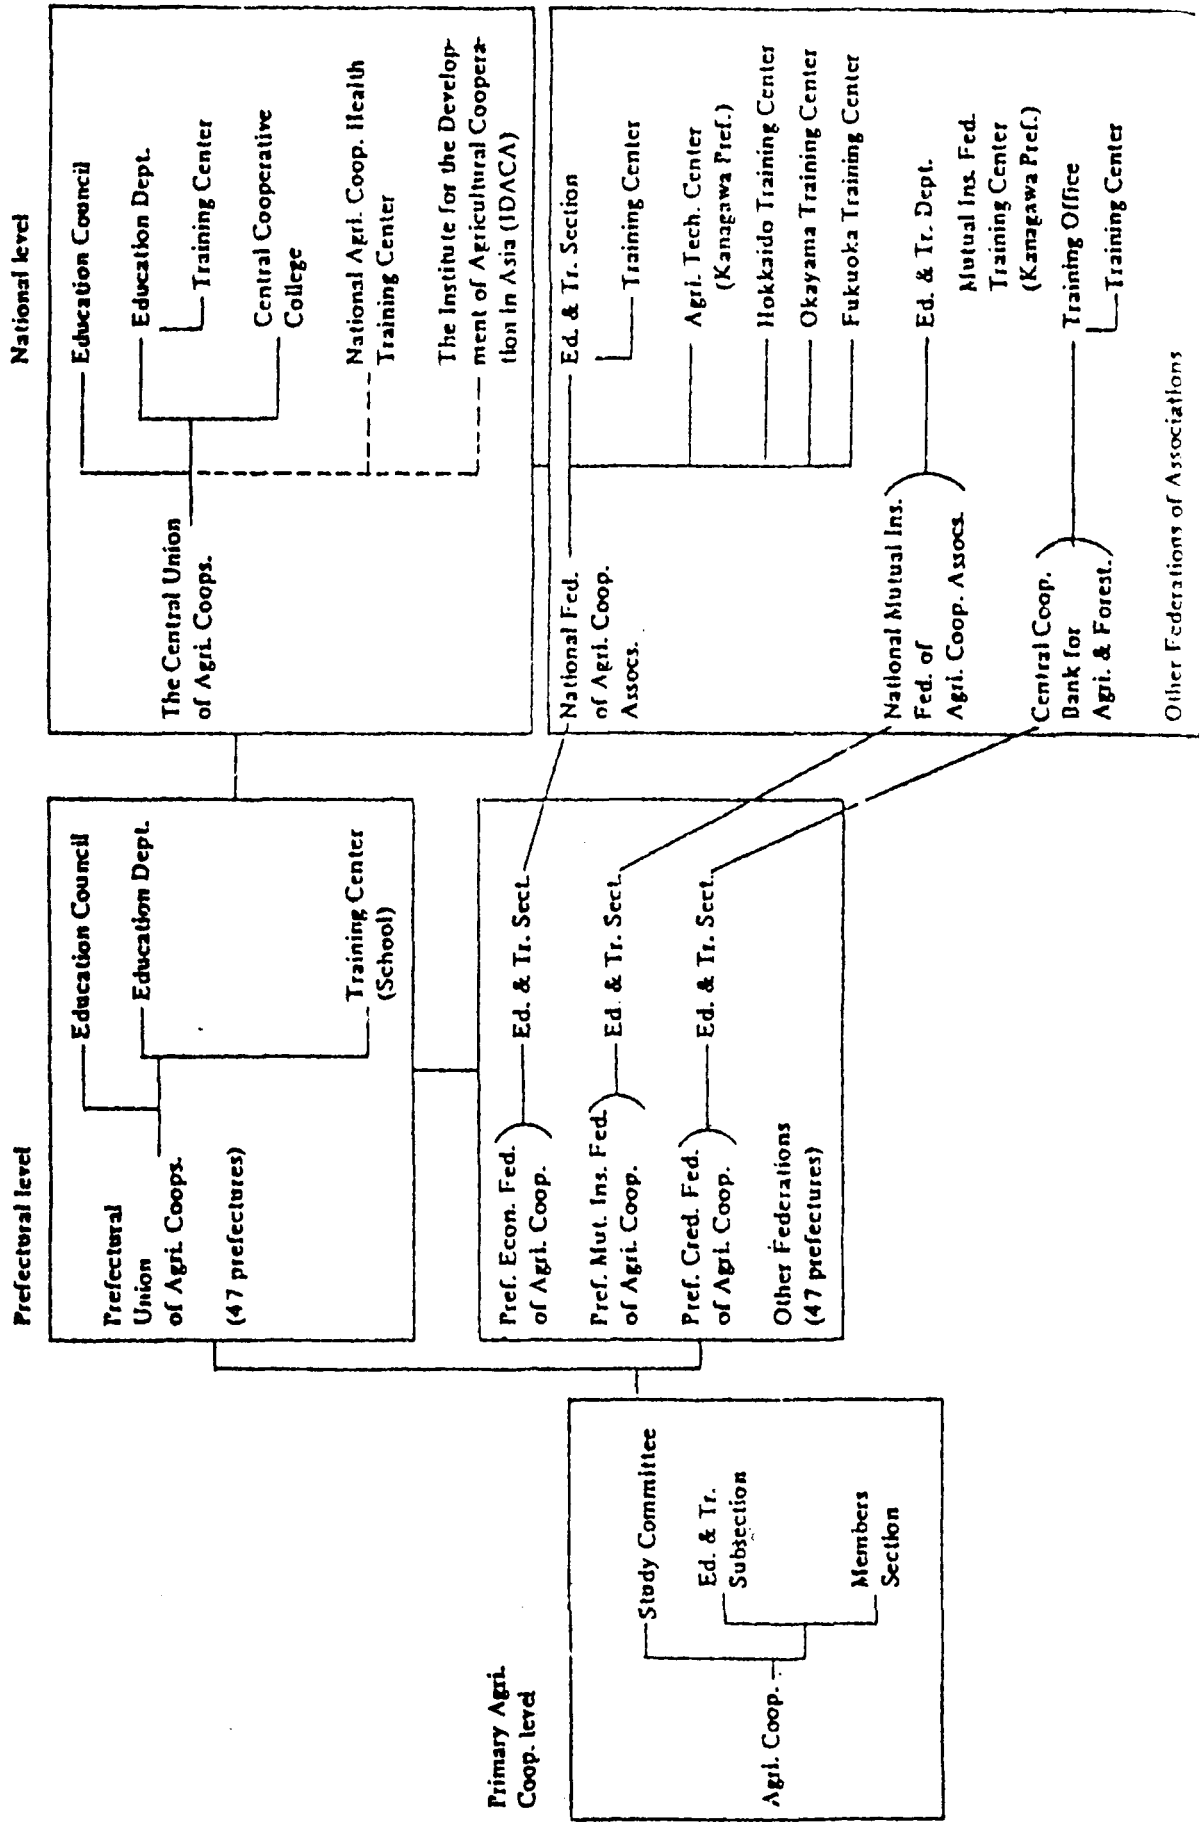 Primary Agri.
Coop. level
Agri. Coop.
Study Committee
Ed. & Tr.
Subsection
Members
Section
Prefectural level
Prefectural
Union
of Agri. Coops.
(47 prefectures)
Education Council
Education Dept.
Training Center
(School)
Pref. Econ. Fed.
of Agri. Coop.
Ed. & Tr. Sect.
Pref. Mut. Ins. Fed.
of Agri. Coop.
Ed. & Tr. Sect.
Pref. Cred. Fed.
of Agri. Coop.
Ed. & Tr. Sect.
Other Federations
(47 prefectures)
National level
The Central Union
of Agri. Coops.
Education Council
Education Dept.
Training Center
Central Cooperative
College
National Agri. Coop. Health
Training Center
The Institute for the Develop-
ment of Agricultural Coopera-
tion in Asia (IDACA)
National Fed.
of Agri. Coop.
Assocs.
Ed. & Tr. Section
Training Center
Agri. Tech. Center
(Kanagawa Pref.)
Hokkaido Training Center
Okayama Training Center
Fukuoka Training Center
National Mutual Ins.
Fed. of
Agri. Coop. Assocs.
Ed. & Tr. Dept.
Mutual Ins. Fed.
Training Center
(Kanagawa Pref.)
Central Coop.
Bank for
Agri. & Forest.
Training Office
Training Center
Other Federations of Associations